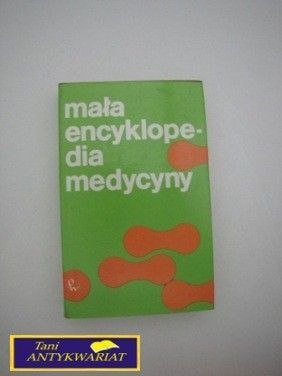 mała
encyklope-
dia
medycyny
Tani
ANTYKWARIAT